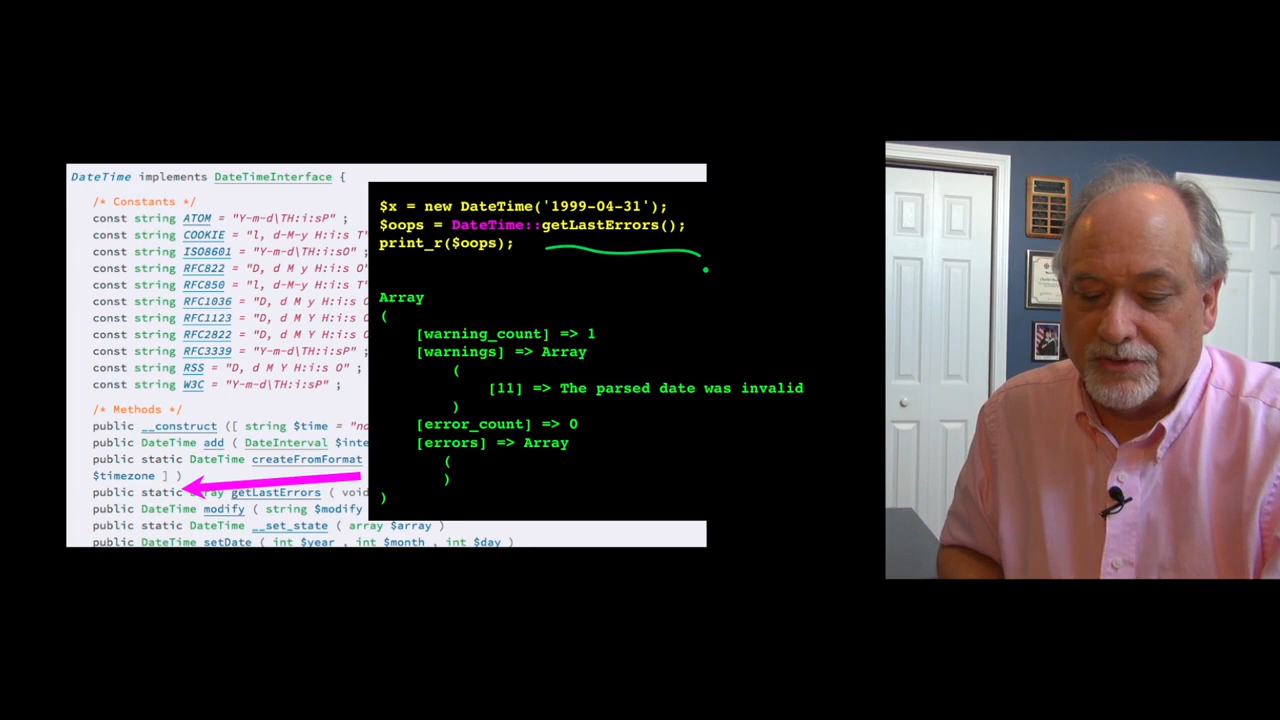 DateTime implements DateTimeInterface {
/* Constants */
const string ATOM = "Y-m-d\TH:i:sP" ;
const string COOKIE = "l, d-M-y H:i:s T"
const string ISO8601 = "Y-m-d\TH:i:sO" ;
const string RFC822 = "D, d M y H:i:s O"
const string RFC850 = "l, d-M-y H:i:s T"
const string RFC1036 = "D, d M y H:i:s O
const string RFC1123 = "D, d M Y H:i:s O
const string RFC2822 = "D, d M Y H:i:s O
const string RFC3339 = "Y-m-d\TH:i:sP" ;
const string RSS = "D, d M Y H:i:s O" ;
const string W3C = "Y-m-d\TH:i:sP" ;
/* Methods */
public __construct ([ string $time = "no
public DateTime add ( DateInterval $inte
public static DateTime createFromFormat
$timezone ] )
public static array getLastErrors ( void
public DateTime modify ( string $modify
public static DateTime __set_state ( array $array )
public DateTime setDate ( int $year , int $month , int $day )
$x = new DateTime('1999-04-31');
$oops = DateTime::getLastErrors();
print_r($oops);
Array
(
[warning_count] => 1
[warnings] => Array
(
[11] => The parsed date was invalid
)
[error_count] => 0
[errors] => Array
(
)
)